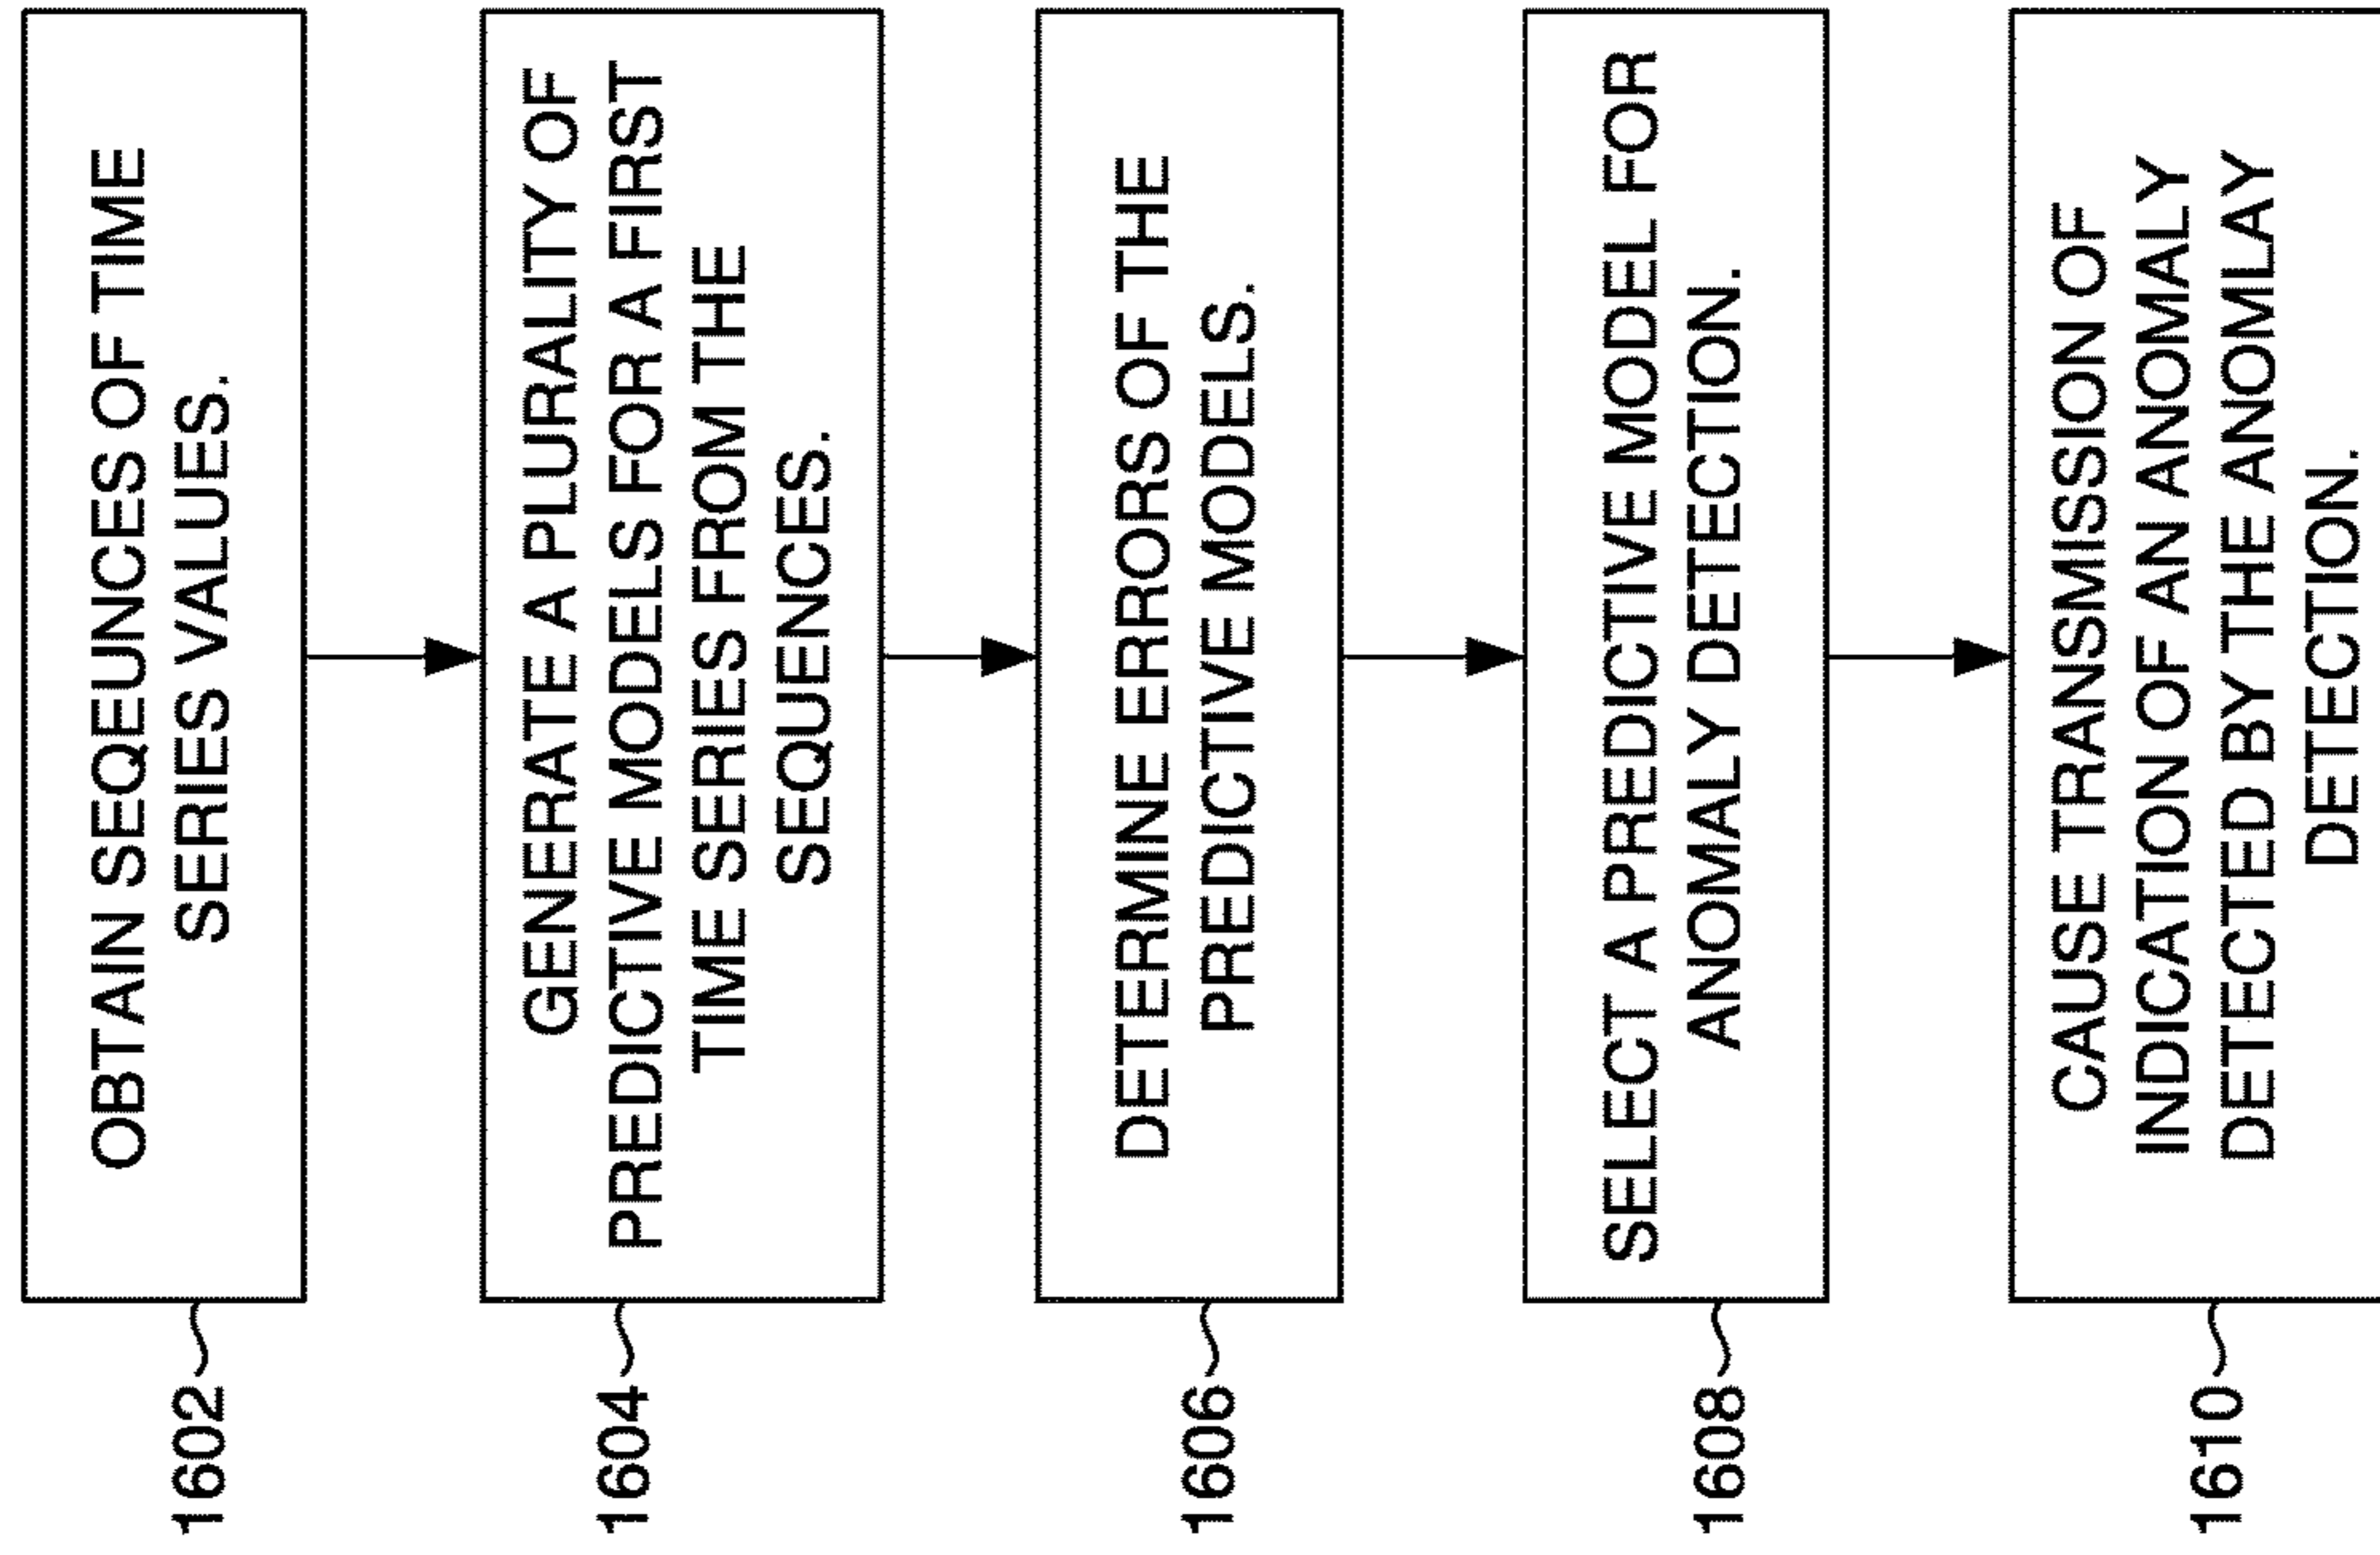 OBTAIN SEQEUNCES OF TIME
SERIES VALUES.
1602
GENERATE A PLURALITY OF
PREDICTIVE MODELS FOR A FIRST
TIME SERIES FROM THE
SEQUENCES.
1604
DETERMINE ERRORS OF THE
PREDICTIVE MODELS.
1606
SELECT A PREDICTIVE MODEL FOR
ANOMALY DETECTION.
1608
CAUSE TRANSMISSION OF
INDICATION OF AN ANOMALY
DETECTED BY THE ANOMLAY
DETECTION.
1610